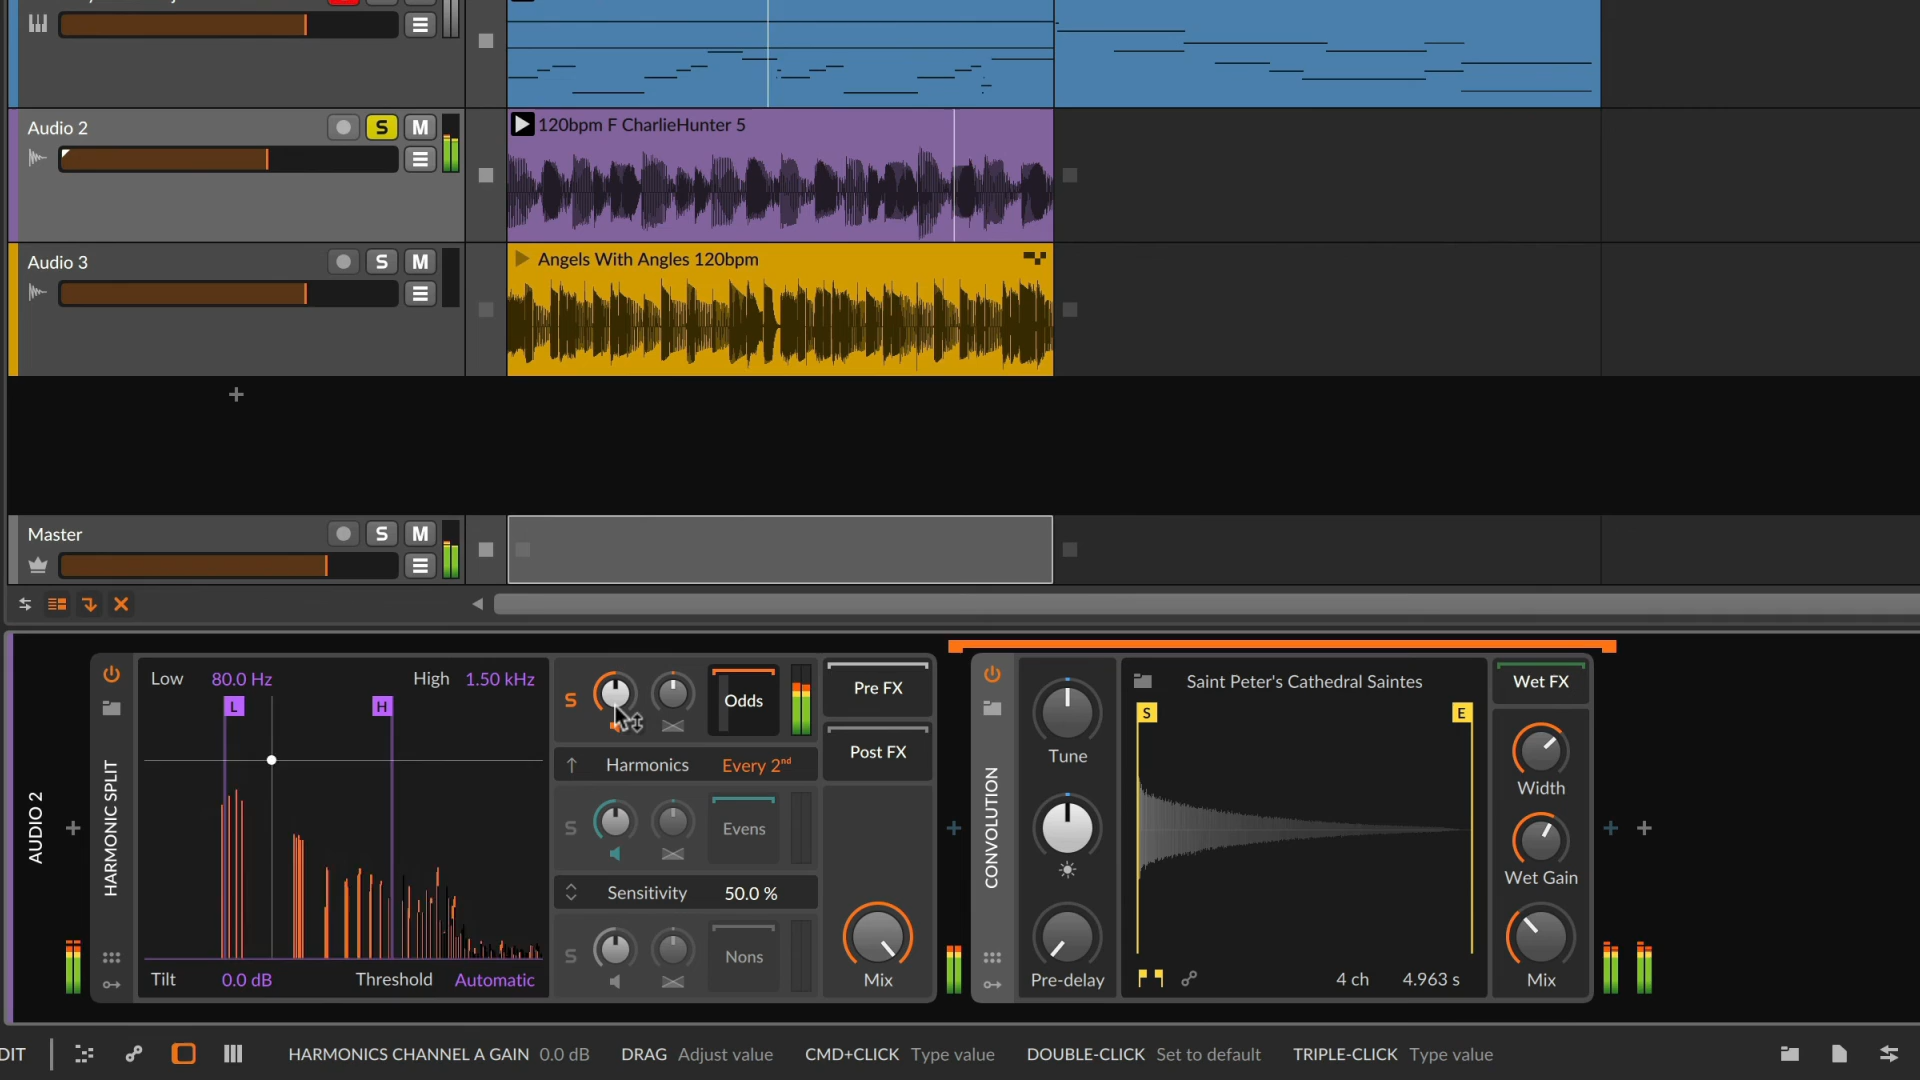 Audio 2 S M
120bpm F CharlieHunter 5
Audio 3 S M
Angels With Angles 120bpm
Master S M
AUDIO 2
HARMONIC SPLIT
Low 80.0 Hz High 1.50 kHz
L H
Tilt 0.0 dB Threshold Automatic
S Odds
Harmonics Every 2nd
S Evens
Sensitivity 50.0 %
S Nons
Pre FX
Post FX
Mix
CONVOLUTION
Tune
Pre-delay
Saint Peter's Cathedral Saintes
S E
4 ch 4.963 s
Wet FX
Width
Wet Gain
Mix
DIT HARMONICS CHANNEL A GAIN 0.0 dB DRAG Adjust value CMD+CLICK Type value DOUBLE-CLICK Set to default TRIPLE-CLICK Type value